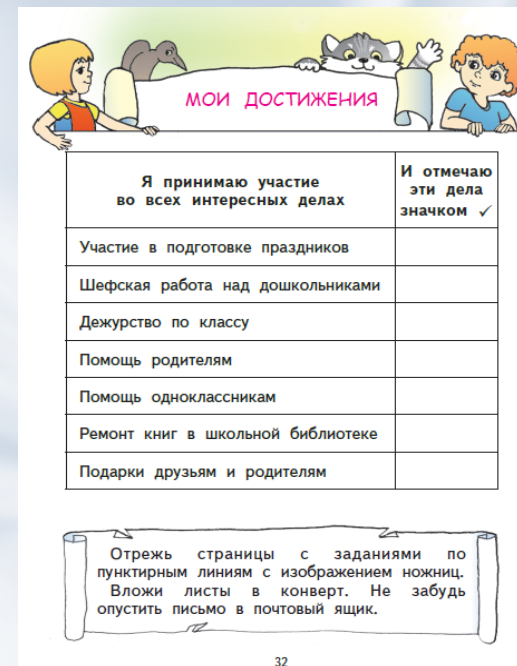 МОИ ДОСТИЖЕНИЯ
Я принимаю участие
во всех интересных делах
И отмечаю
эти дела
значком ✓
Участие в подготовке праздников
Шефская работа над дошкольниками
Дежурство по классу
Помощь родителям
Помощь одноклассникам
Ремонт книг в школьной библиотеке
Подарки друзьям и родителям
Отрежь страницы с заданиями по
пунктирным линиям с изображением ножниц.
Вложи листы в конверт. Не забудь
опустить письмо в почтовый ящик.
32